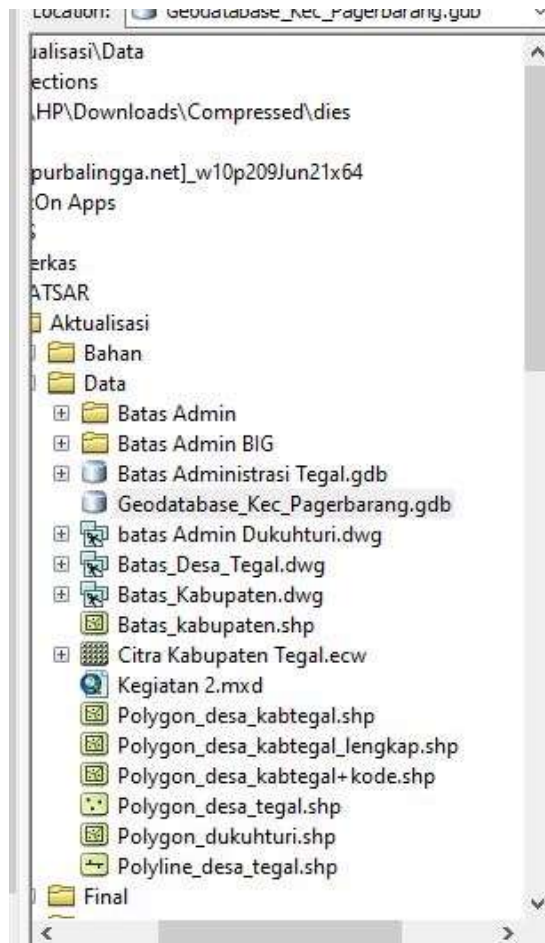 Location: Geodatabase_Kec_Pagerbarang.gdb
ualisasi\Data
ections
\HP\Downloads\Compressed\dies
purbalingga.net]_w10p209Jun21x64
On Apps
S
erkas
ATSAR
Aktualisasi
Bahan
Data
Batas Admin
Batas Admin BIG
Batas Administrasi Tegal.gdb
Geodatabase_Kec_Pagerbarang.gdb
batas Admin Dukuhturi.dwg
Batas_Desa_Tegal.dwg
Batas_Kabupaten.dwg
Batas_kabupaten.shp
Citra Kabupaten Tegal.ecw
Kegiatan 2.mxd
Polygon_desa_kabtegal.shp
Polygon_desa_kabtegal_lengkap.shp
Polygon_desa_kabtegal+kode.shp
Polygon_desa_tegal.shp
Polygon_dukuhturi.shp
Polyline_desa_tegal.shp
Final